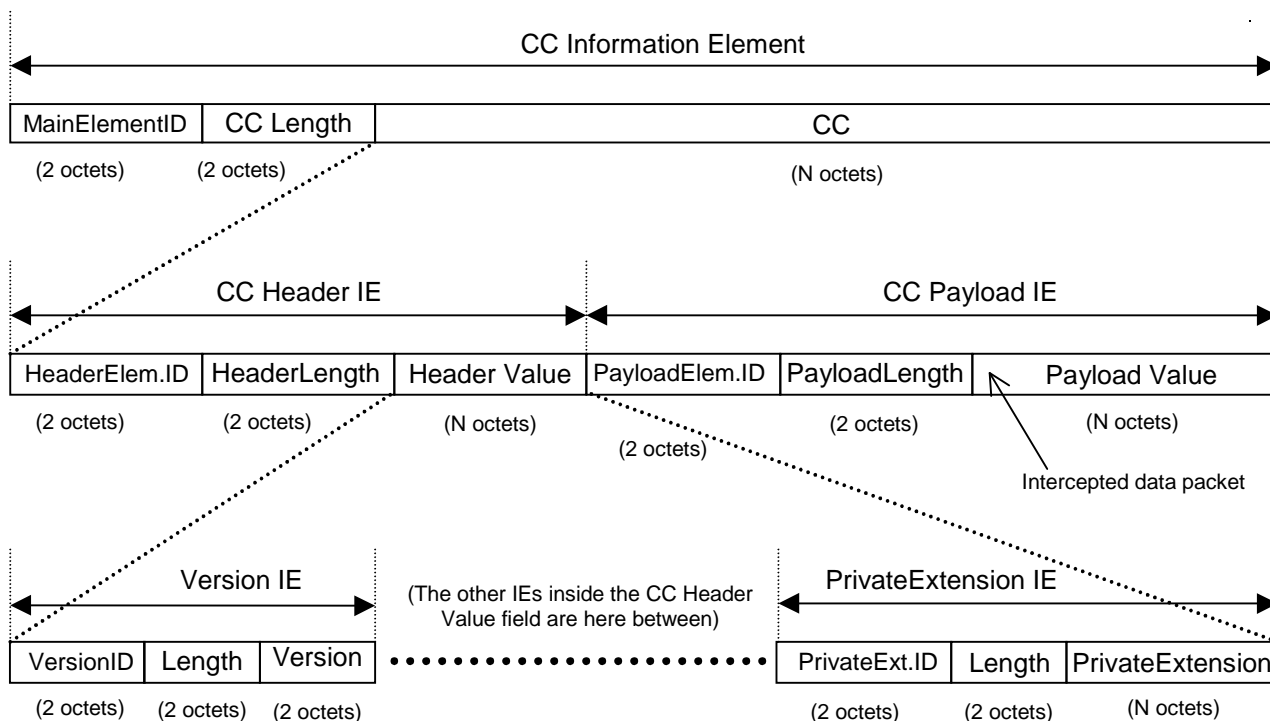 CC Information Element
MainElementID CC Length CC
(2 octets) (2 octets) (N octets)
CC Header IE CC Payload IE
HeaderElem.ID HeaderLength Header Value PayloadElem.ID PayloadLength Payload Value
(2 octets) (2 octets) (N octets) (2 octets) (2 octets) (N octets)
Intercepted data packet
Version IE (The other IEs inside the CC Header PrivateExtension IE
Value field are here between)
VersionID Length Version PrivateExt.ID Length PrivateExtension
(2 octets) (2 octets) (2 octets) (2 octets) (2 octets) (N octets)